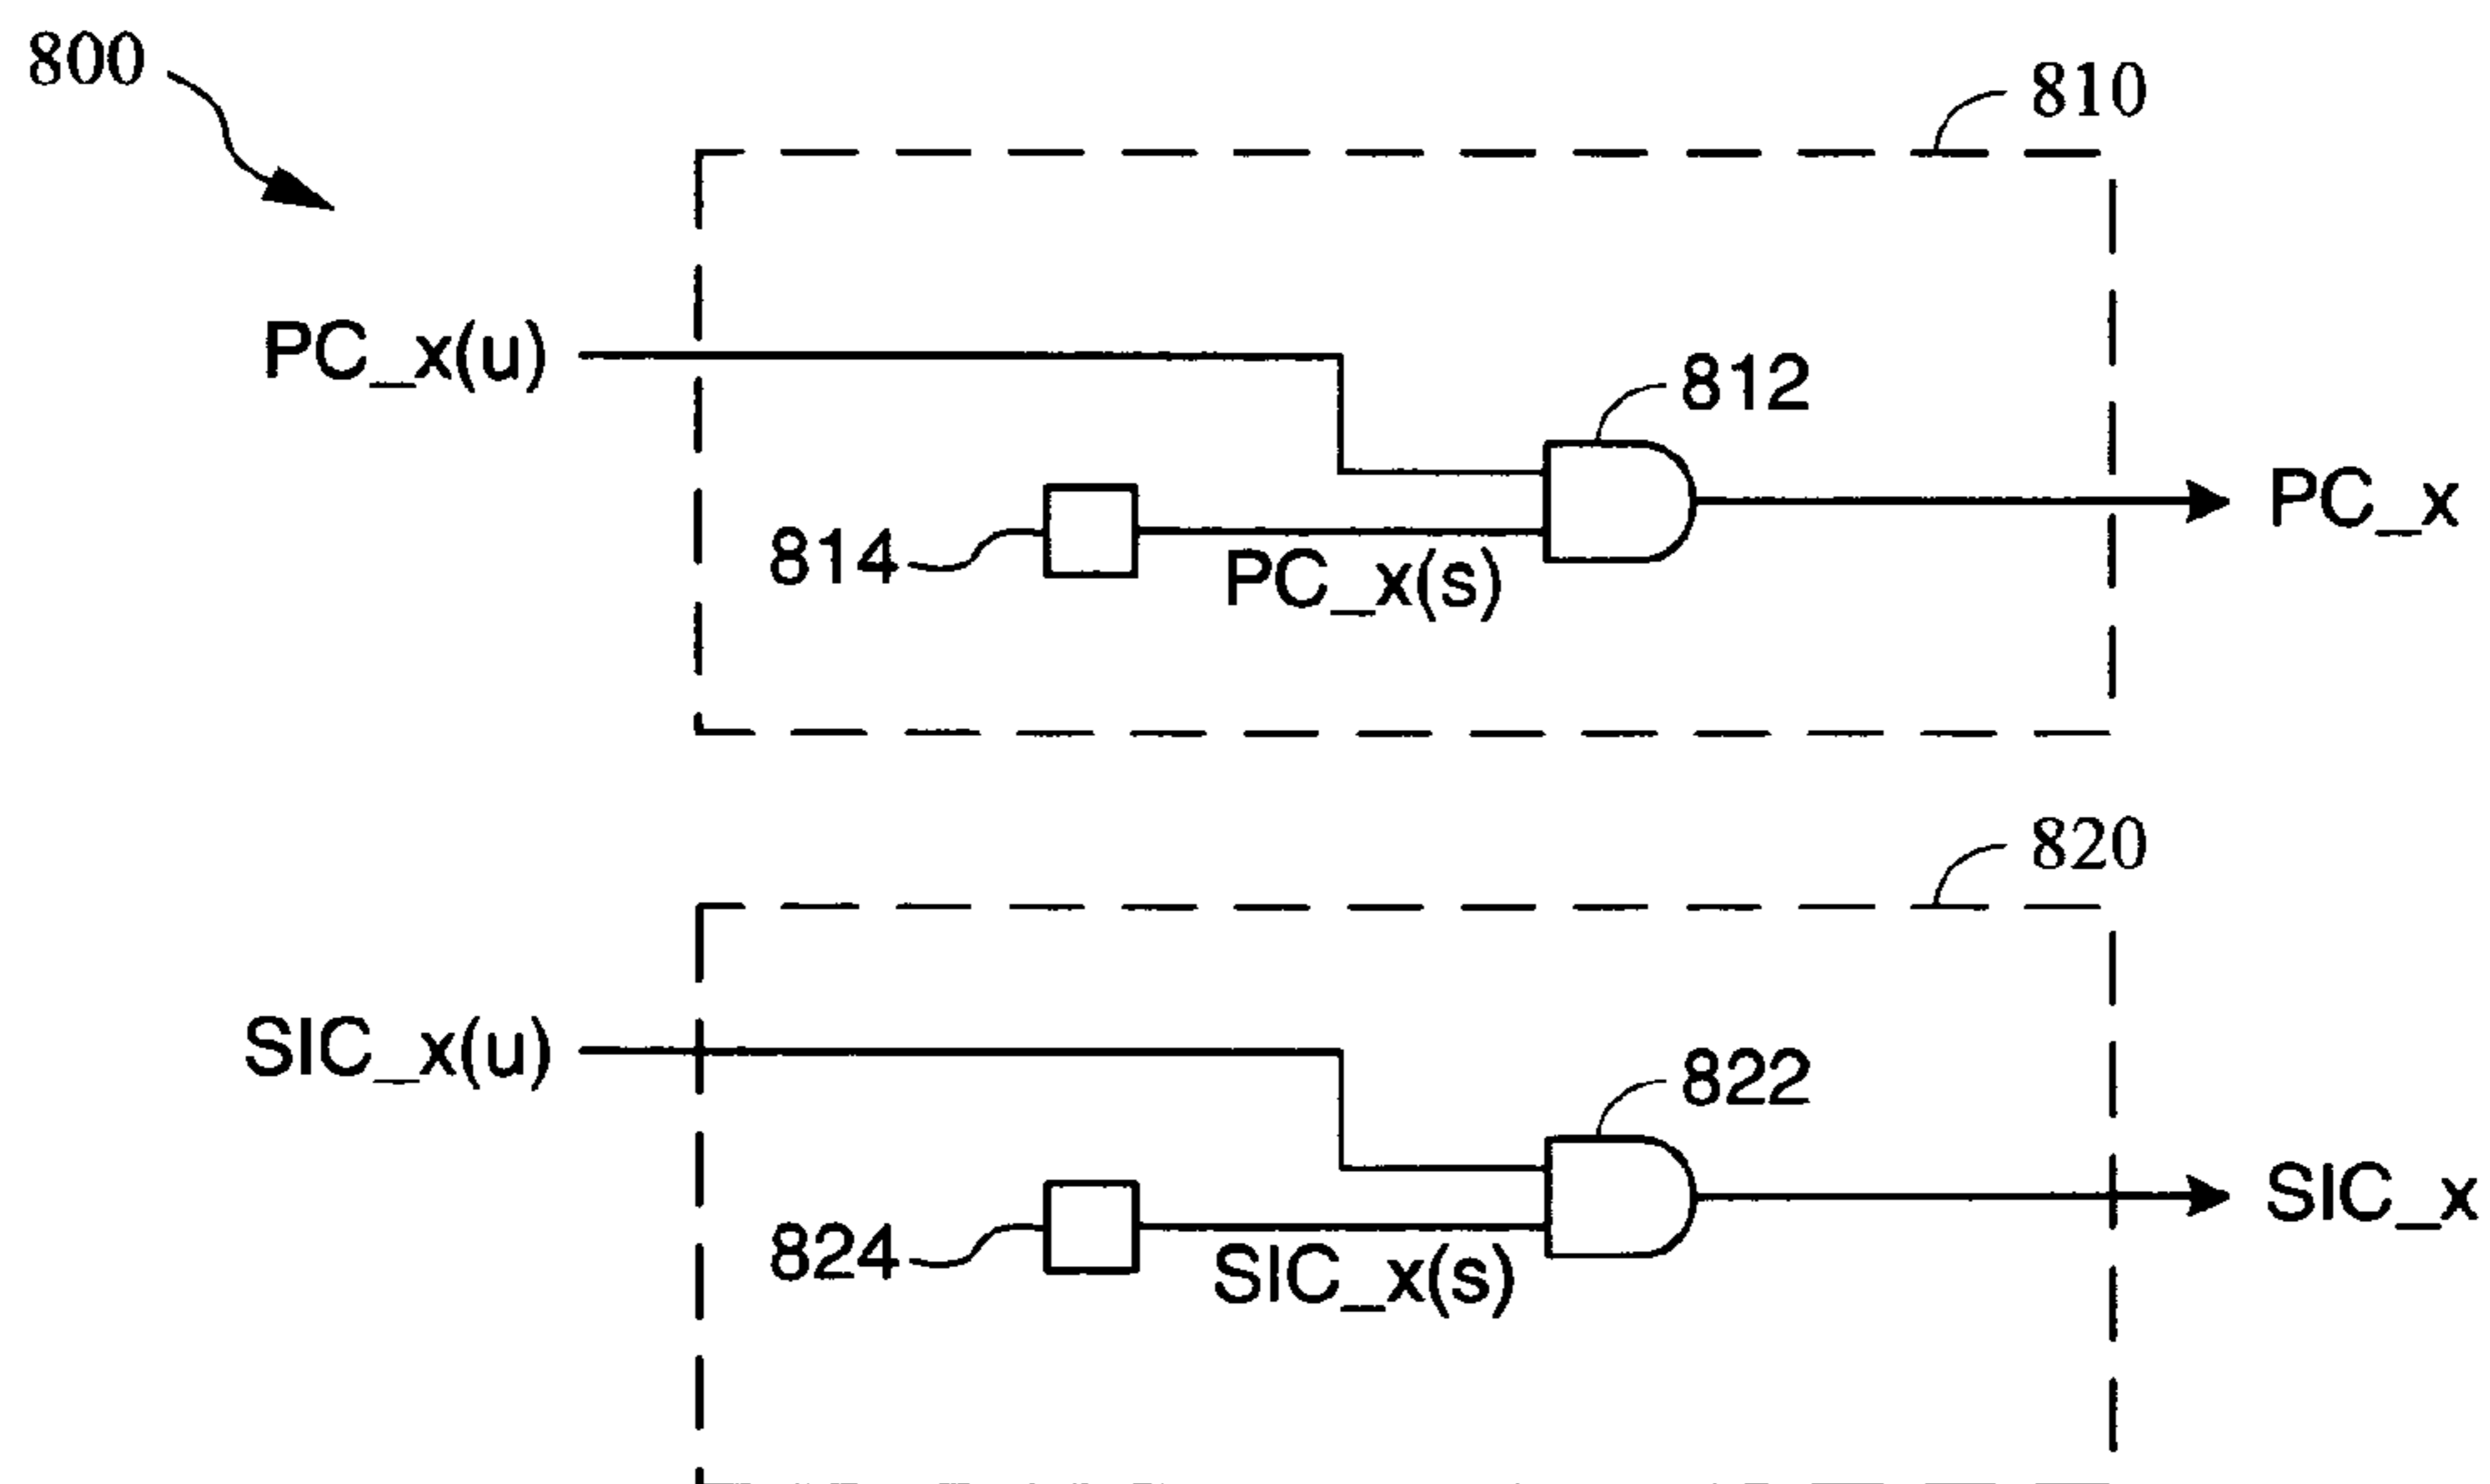 800
810
PC_x(u)
812
PC_x
814
PC_x(s)
820
SIC_x(u)
822
SIC_x
824
SIC_x(s)